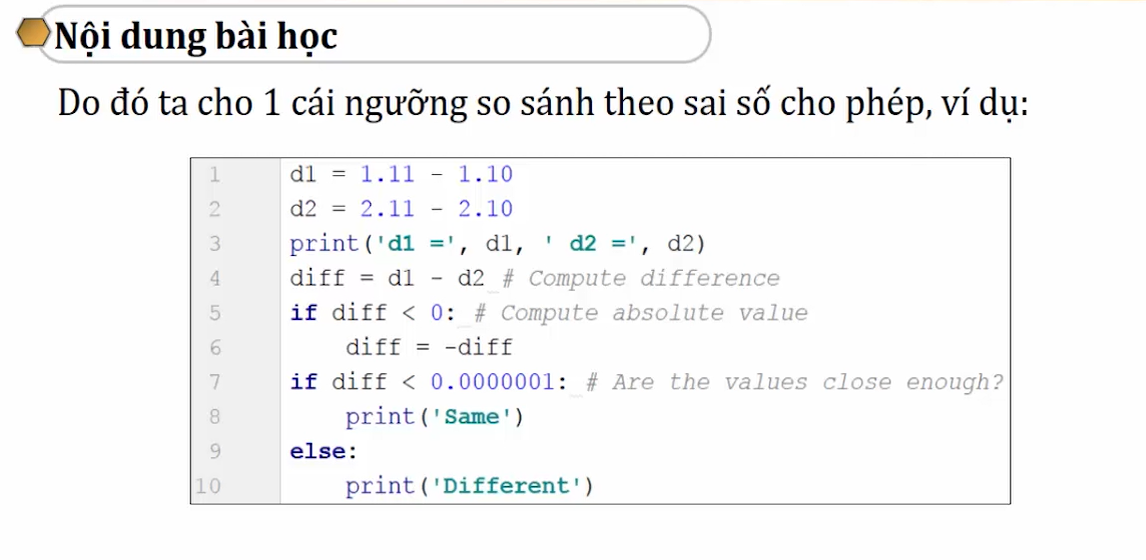 Nội dung bài học
Do đó ta cho 1 cái ngưỡng so sánh theo sai số cho phép, ví dụ:
1 d1 = 1.11 - 1.10
2 d2 = 2.11 - 2.10
3 print('d1 =', d1, ' d2 =', d2)
4 diff = d1 - d2 # Compute difference
5 if diff < 0: # Compute absolute value
6     diff = -diff
7 if diff < 0.0000001: # Are the values close enough?
8     print('Same')
9 else:
10     print('Different')